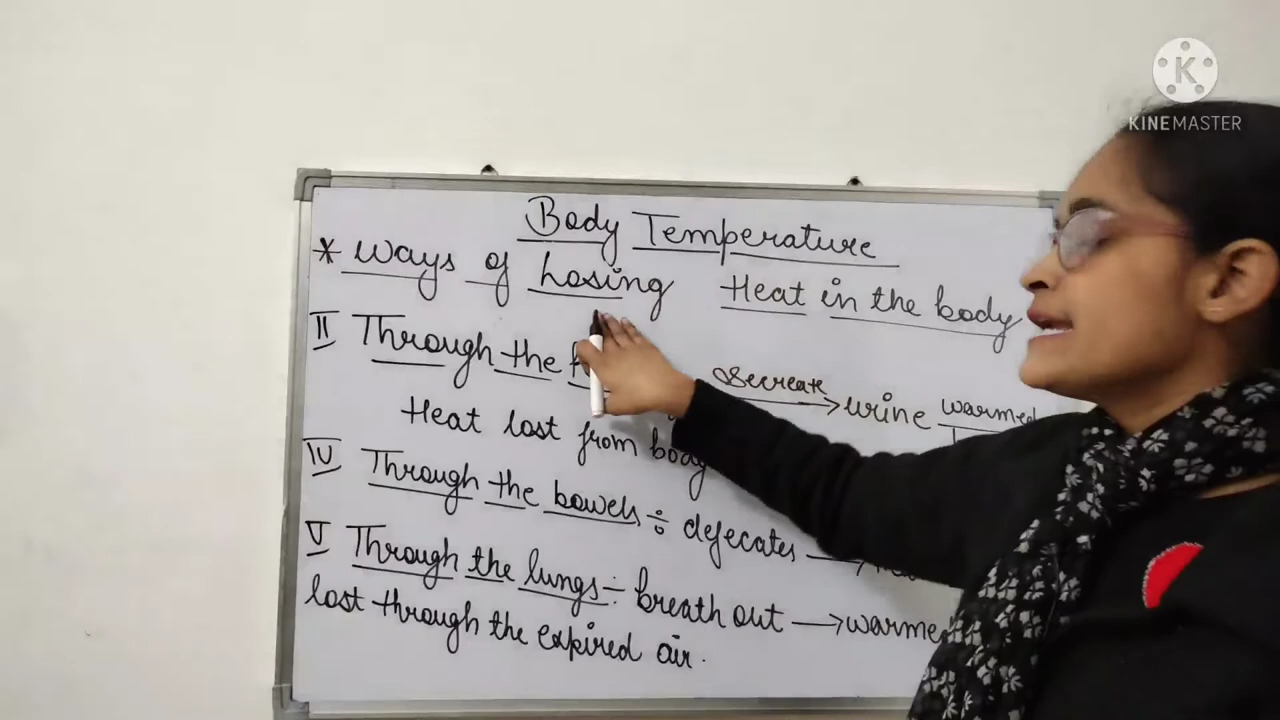 KINEMASTER
Body Temperature
* Ways of Losing Heat in the body
II Through the
Secreate → urine warmed
Heat lost from body
IV Through the bowels ÷ defecates →
V Through the lungs ÷ breath out → warmed
lost through the expired air.